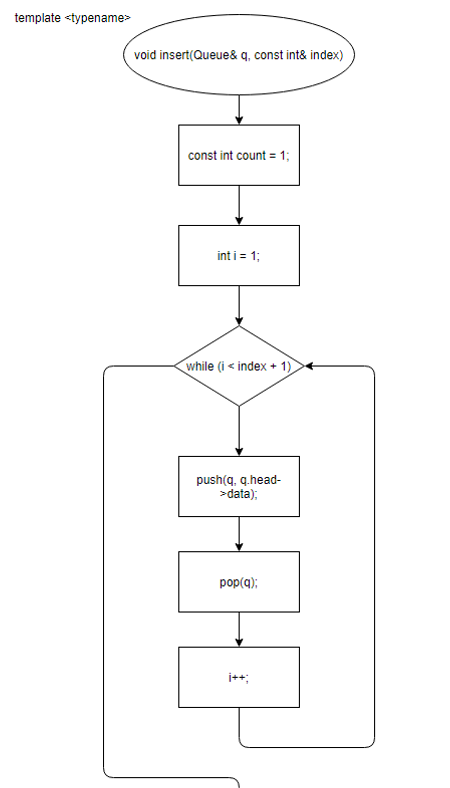 template <typename>
void insert(Queue& q, const int& index)
const int count = 1;
int i = 1;
while (i < index + 1)
push(q, q.head-
>data);
pop(q);
i++;